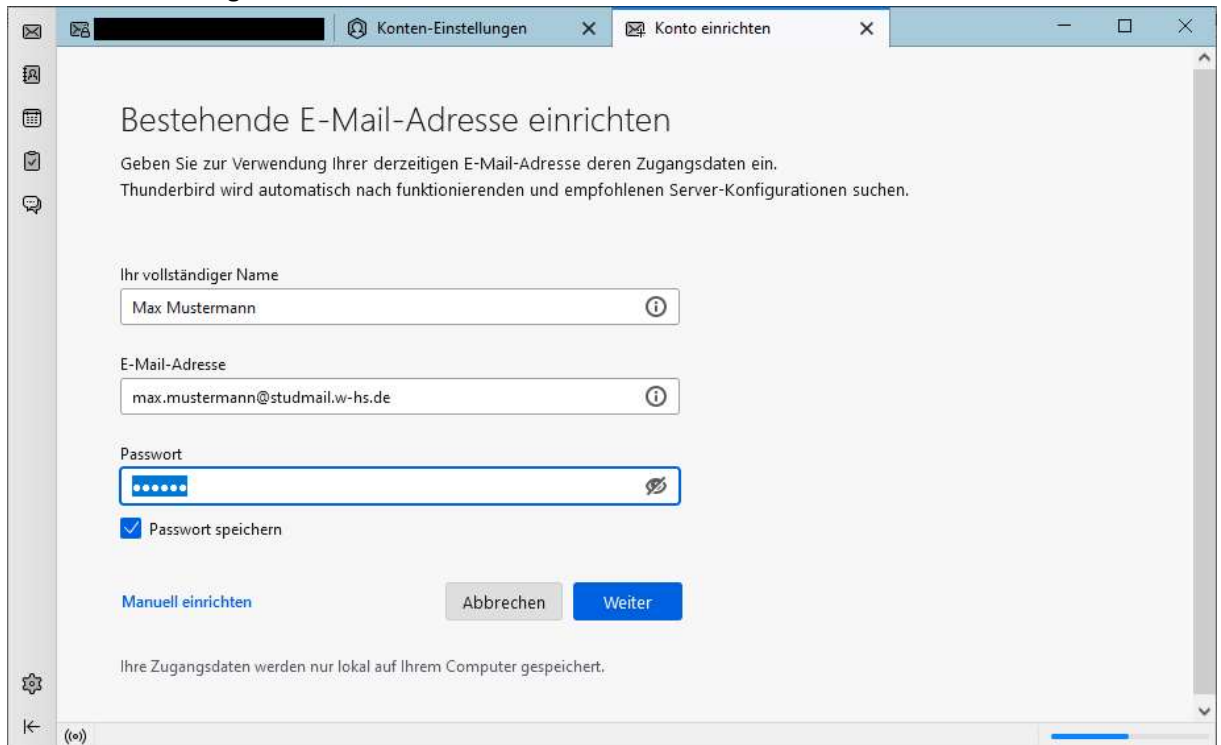 Konten-Einstellungen
Konto einrichten
Bestehende E-Mail-Adresse einrichten
Geben Sie zur Verwendung Ihrer derzeitigen E-Mail-Adresse deren Zugangsdaten ein.
Thunderbird wird automatisch nach funktionierenden und empfohlenen Server-Konfigurationen suchen.
Ihr vollständiger Name
Max Mustermann
E-Mail-Adresse
max.mustermann@studmail.w-hs.de
Passwort
••••••
Passwort speichern
Manuell einrichten
Abbrechen
Weiter
Ihre Zugangsdaten werden nur lokal auf Ihrem Computer gespeichert.